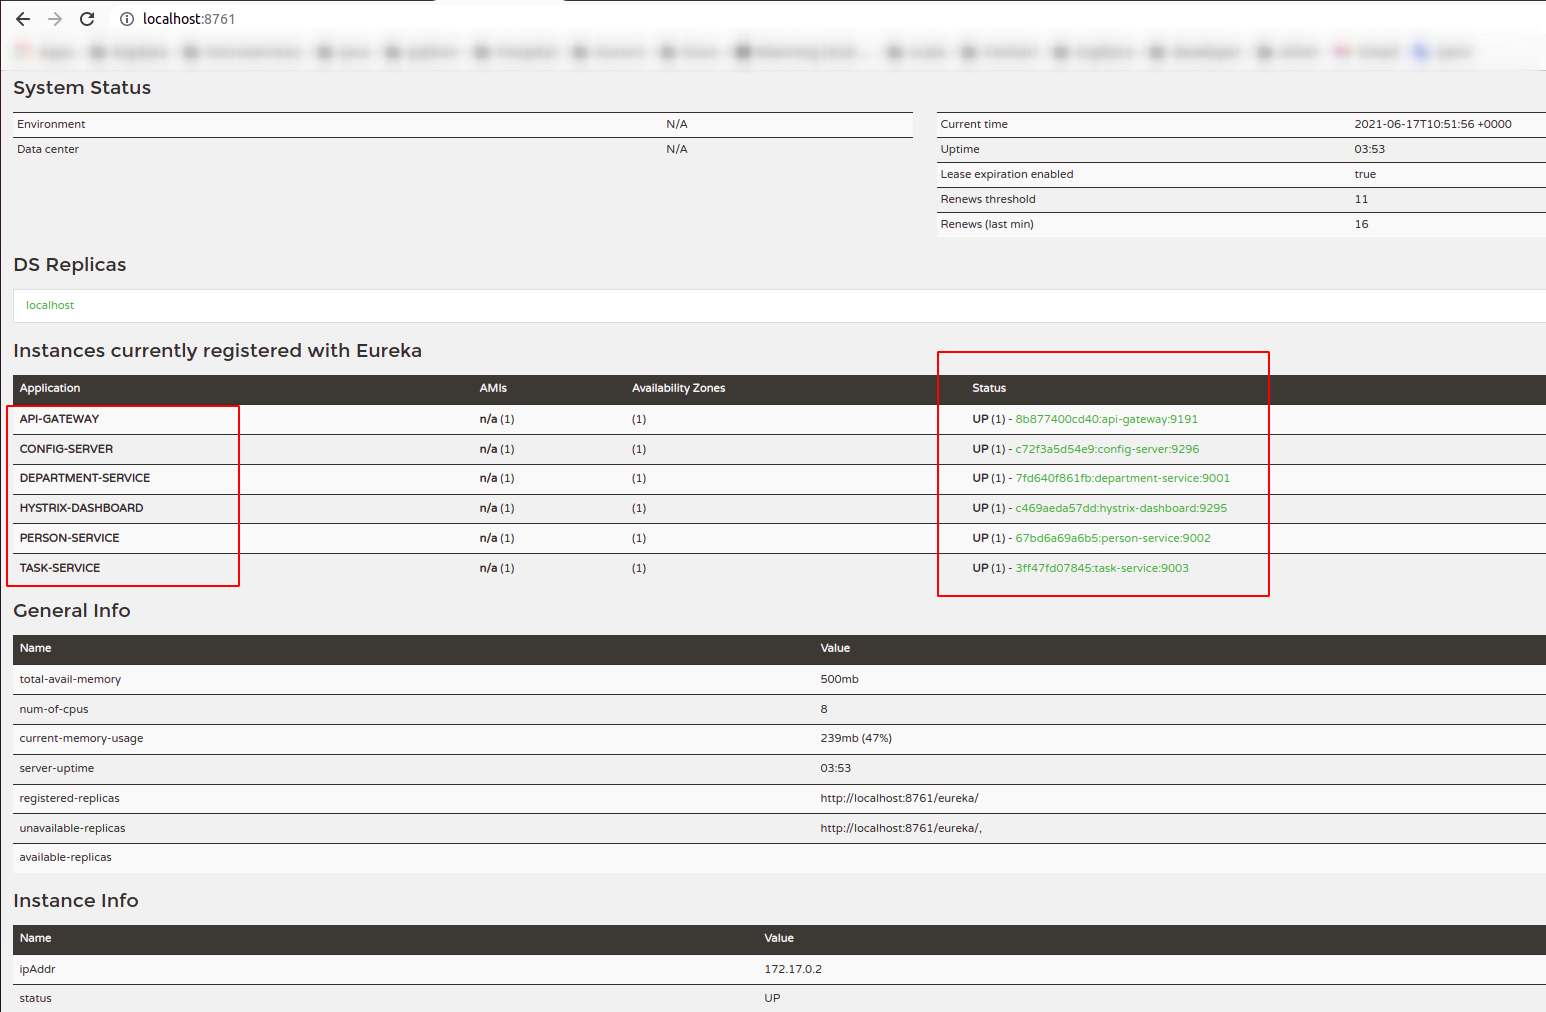 localhost:8761
System Status
Environment N/A
Data center N/A
Current time 2021-06-17T10:51:56 +0000
Uptime 03:53
Lease expiration enabled true
Renews threshold 11
Renews (last min) 16
DS Replicas
localhost
Instances currently registered with Eureka
Application AMIs Availability Zones Status
API-GATEWAY n/a (1) (1) UP (1) - 8b877400cd40:api-gateway:9191
CONFIG-SERVER n/a (1) (1) UP (1) - c72f3a5d54e9:config-server:9296
DEPARTMENT-SERVICE n/a (1) (1) UP (1) - 7fd640f861fb:department-service:9001
HYSTRIX-DASHBOARD n/a (1) (1) UP (1) - c469aeda57dd:hystrix-dashboard:9295
PERSON-SERVICE n/a (1) (1) UP (1) - 67bd6a69a6b5:person-service:9002
TASK-SERVICE n/a (1) (1) UP (1) - 3ff47fd07845:task-service:9003
General Info
Name Value
total-avail-memory 500mb
num-of-cpus 8
current-memory-usage 239mb (47%)
server-uptime 03:53
registered-replicas http://localhost:8761/eureka/
unavailable-replicas http://localhost:8761/eureka/,
available-replicas
Instance Info
Name Value
ipAddr 172.17.0.2
status UP